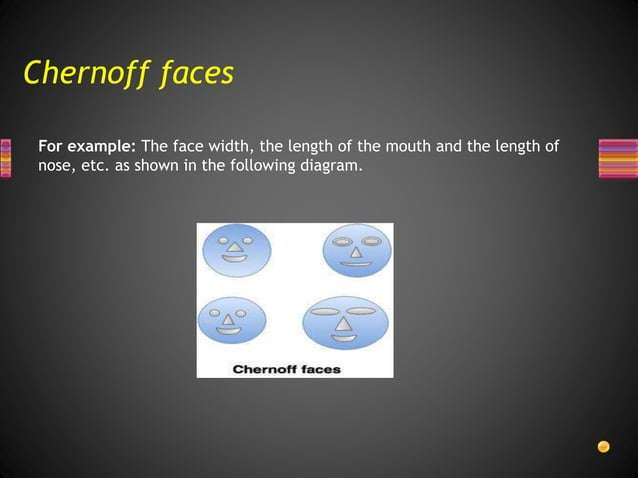 Chernoff faces
For example: The face width, the length of the mouth and the length of
nose, etc. as shown in the following diagram.
Chernoff faces